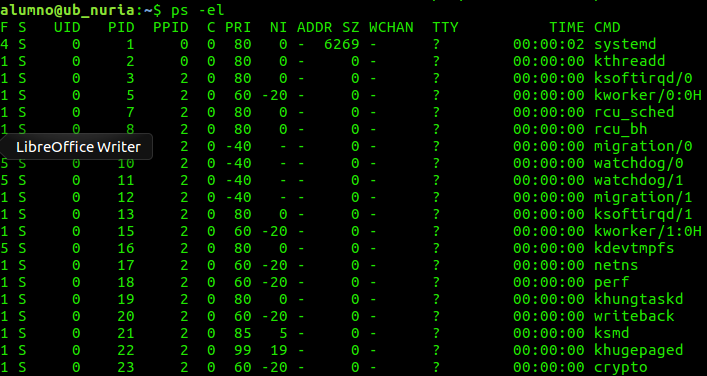 alumno@ub_nuria:~$ ps -el
F S UID PID PPID C PRI NI ADDR SZ WCHAN TTY TIME CMD
4 S 0 1 0 0 80 0 - 6269 - ? 00:00:02 systemd
1 S 0 2 0 0 80 0 - 0 - ? 00:00:00 kthreadd
1 S 0 3 2 0 80 0 - 0 - ? 00:00:00 ksoftirqd/0
1 S 0 5 2 0 60 -20 - 0 - ? 00:00:00 kworker/0:0H
1 S 0 7 2 0 80 0 - 0 - ? 00:00:00 rcu_sched
1 S 0 8 2 0 80 0 - 0 - ? 00:00:00 rcu_bh
LibreOffice Writer 2 0 -40 - - 0 - ? 00:00:00 migration/0
5 S 0 10 2 0 -40 - - 0 - ? 00:00:00 watchdog/0
5 S 0 11 2 0 -40 - - 0 - ? 00:00:00 watchdog/1
1 S 0 12 2 0 -40 - - 0 - ? 00:00:00 migration/1
1 S 0 13 2 0 80 0 - 0 - ? 00:00:00 ksoftirqd/1
1 S 0 15 2 0 60 -20 - 0 - ? 00:00:00 kworker/1:0H
5 S 0 16 2 0 80 0 - 0 - ? 00:00:00 kdevtmpfs
1 S 0 17 2 0 60 -20 - 0 - ? 00:00:00 netns
1 S 0 18 2 0 60 -20 - 0 - ? 00:00:00 perf
1 S 0 19 2 0 80 0 - 0 - ? 00:00:00 khungtaskd
1 S 0 20 2 0 60 -20 - 0 - ? 00:00:00 writeback
1 S 0 21 2 0 85 5 - 0 - ? 00:00:00 ksmd
1 S 0 22 2 0 99 19 - 0 - ? 00:00:00 khugepaged
1 S 0 23 2 0 60 -20 - 0 - ? 00:00:00 crypto